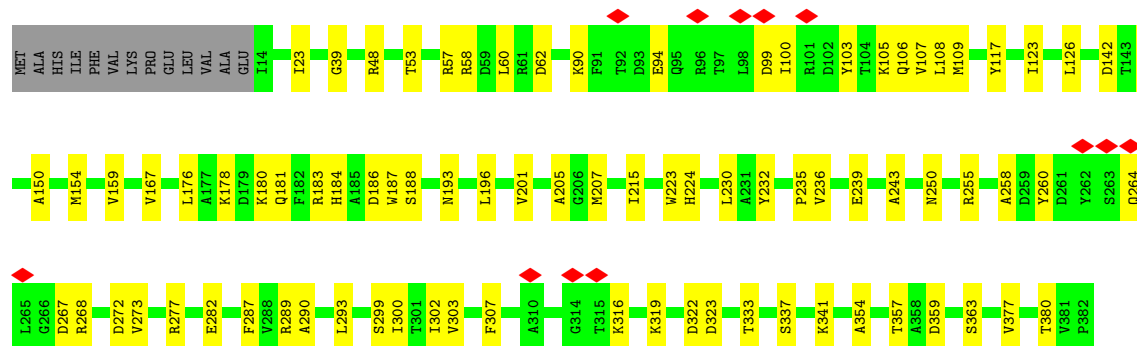 MET ALA HIS ILE PHE VAL LYS PRO GLU LEU VAL ALA GLU I14 I23 G39 R48 T53 R57 R58 D59 L60 R61 D62 K90 F91 T92 D93 E94 Q95 R96 T97 L98 D99 I100 R101 D102 Y103 T104 K105 Q106 V107 L108 M109 Y117 I123 L126 D142 T143
A150 M154 V159 V167 L176 A177 K178 D179 K180 Q181 F182 R183 H184 A185 D186 W187 S188 N193 L196 V201 A205 G206 M207 I215 W223 H224 L230 A231 Y232 P235 V236 E239 A243 N250 R255 A258 D259 Y260 D261 Y262 S263 Q264
L265 G266 D267 R268 D272 V273 R277 E282 F287 V288 R289 A290 L293 S299 I300 T301 I302 V303 F307 A310 G314 T315 K316 K319 D322 D323 T333 S337 K341 A354 T357 A358 D359 S363 V377 T380 V381 P382